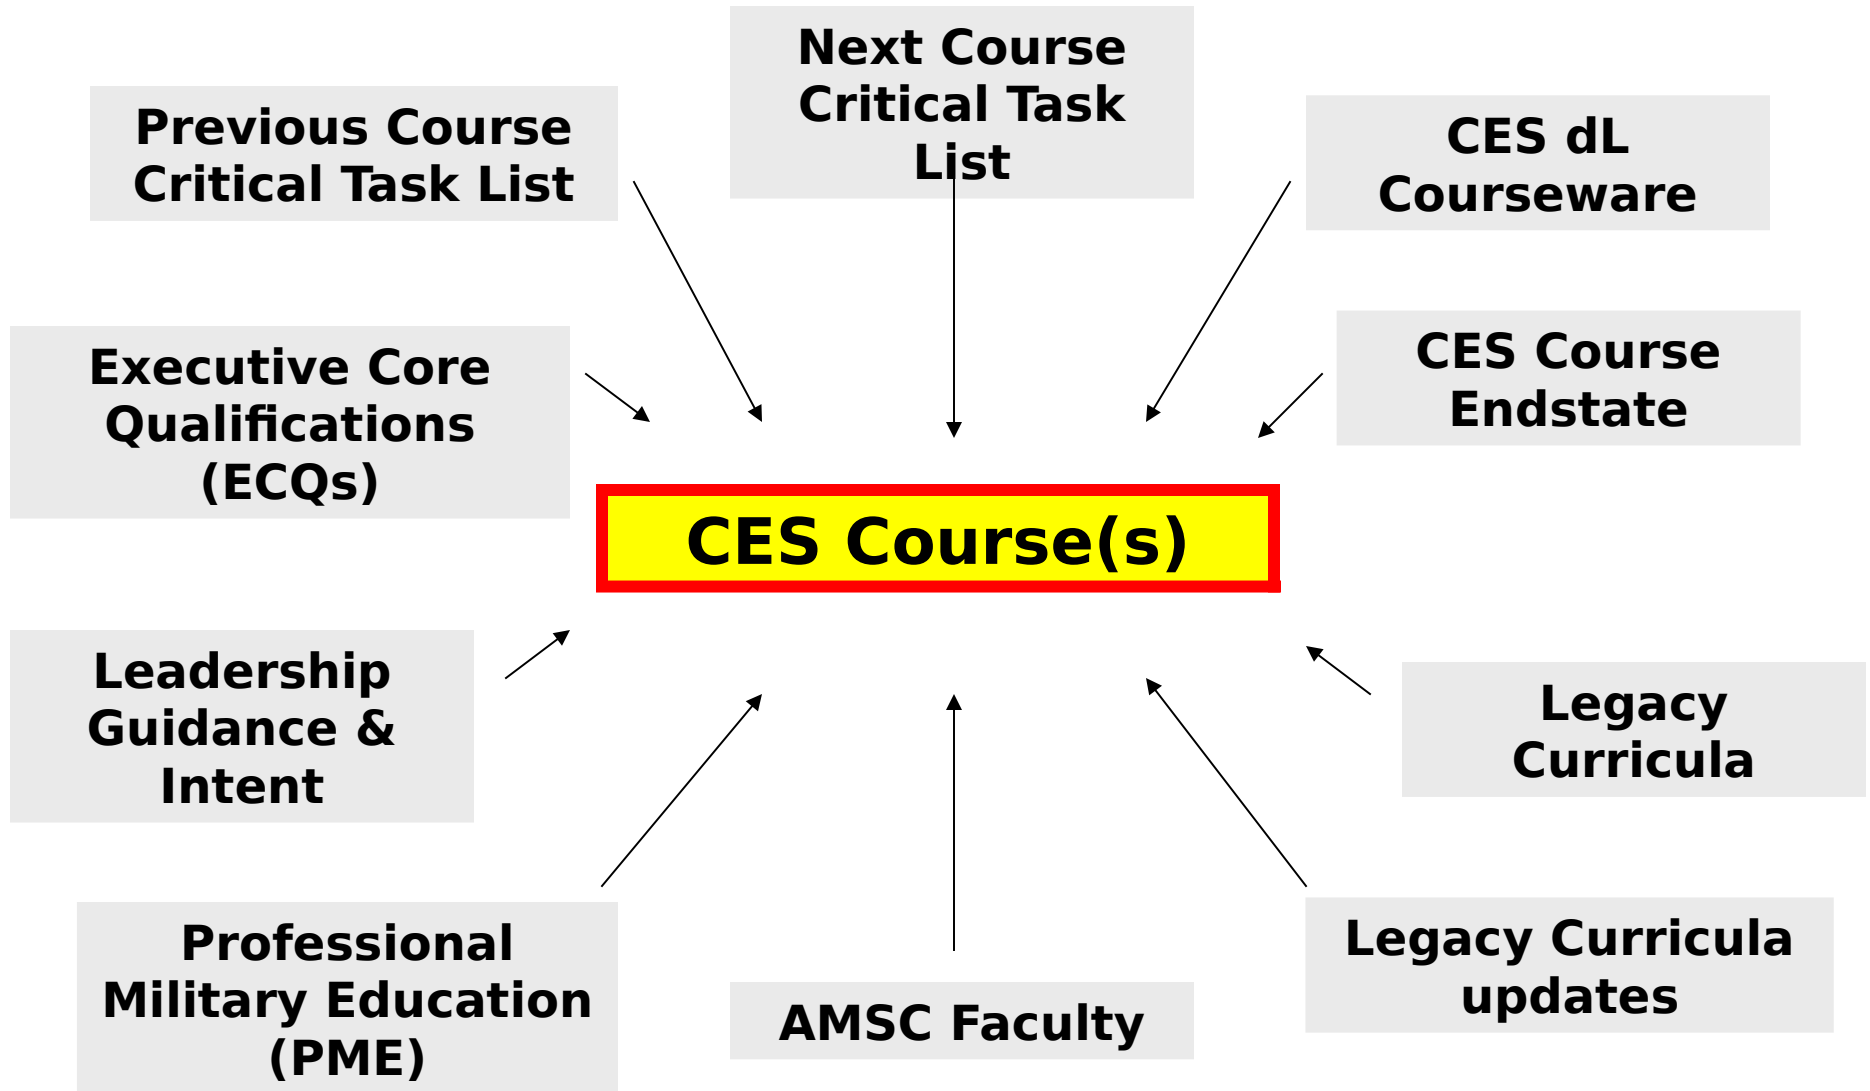 Next Course
Critical Task
List
Previous Course
Critical Task List
CES dL
Courseware
Executive Core
Qualifications
(ECQs)
CES Course
Endstate
CES Course(s)
Leadership
Guidance &
Intent
Legacy
Curricula
Professional
Military Education
(PME)
AMSC Faculty
Legacy Curricula
updates